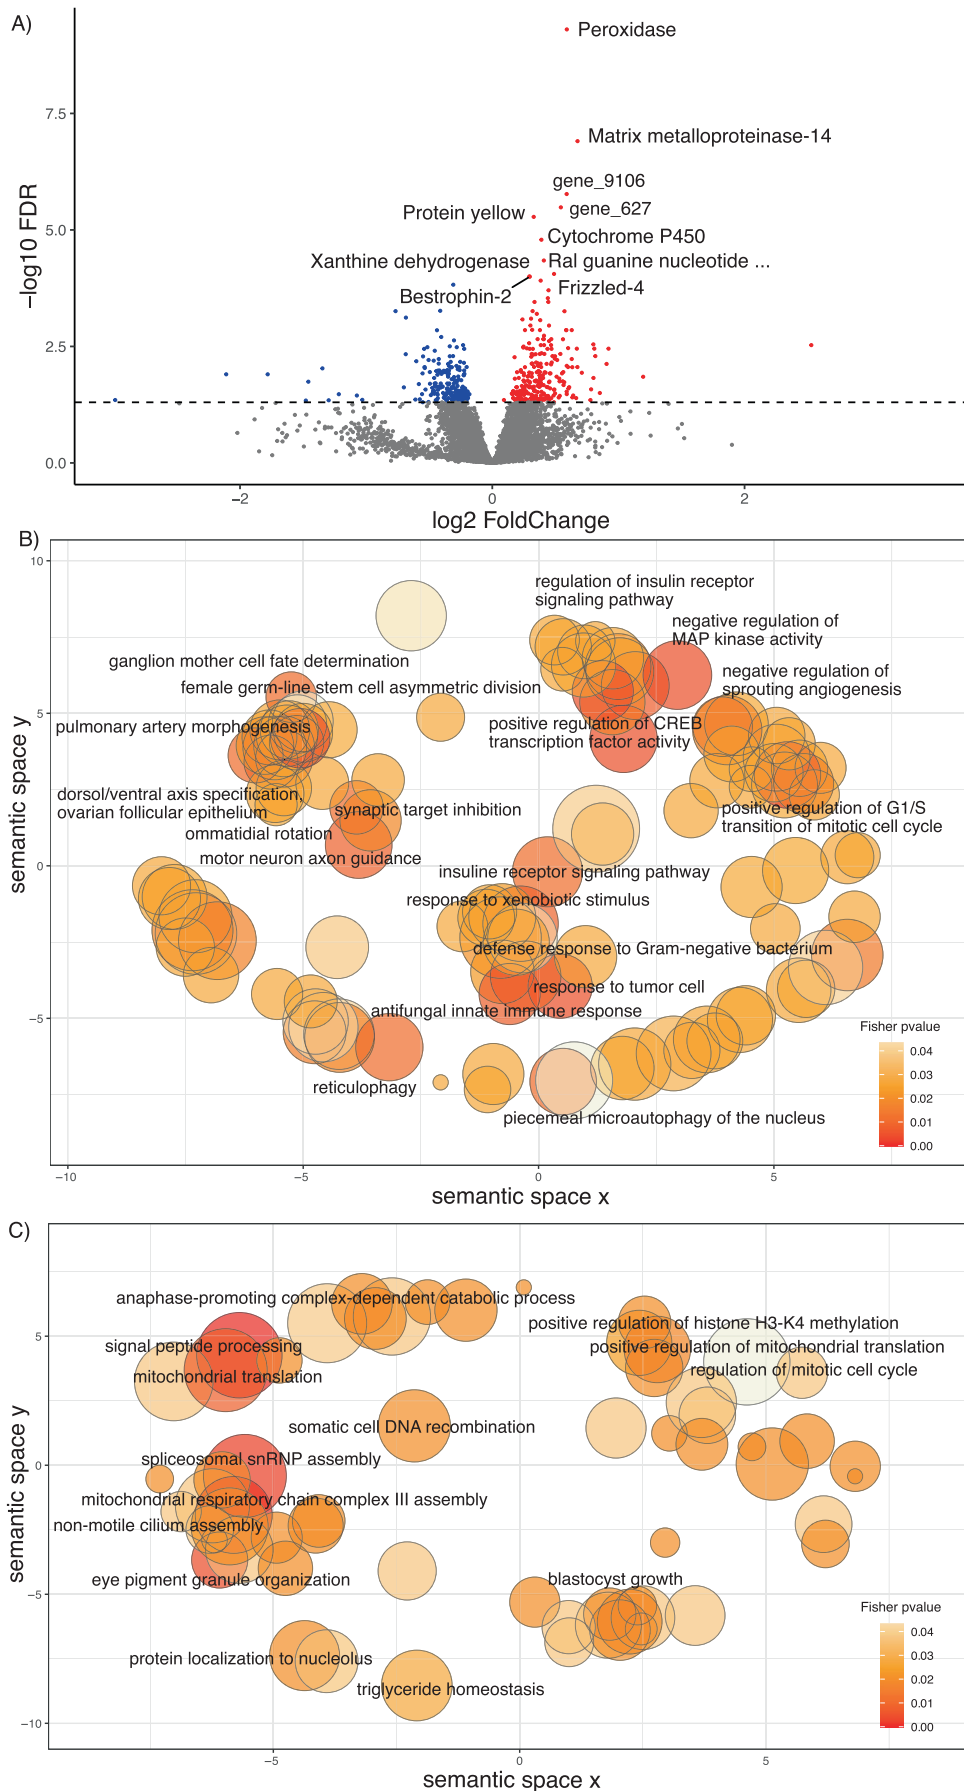 A)
Peroxidase
7.5
Matrix metalloproteinase-14
gene_9106
gene_627
Protein yellow
5.0
Cytochrome P450
Xanthine dehydrogenase
Ral guanine nucleotide ...
Bestrophin-2
Frizzled-4
−log10 FDR
2.5
0.0
−2
0
2
log2 FoldChange
B)
10
regulation of insulin receptor
signaling pathway
negative regulation of
MAP kinase activity
ganglion mother cell fate determination
negative regulation of
sprouting angiogenesis
female germ-line stem cell asymmetric division
5
pulmonary artery morphogenesis
positive regulation of CREB
transcription factor activity
dorsol/ventral axis specification,
ovarian follicular epithelium
synaptic target inhibition
positive regulation of G1/S
transition of mitotic cell cycle
ommatidial rotation
motor neuron axon guidance
semantic space y
0
insuline receptor signaling pathway
response to xenobiotic stimulus
defense response to Gram-negative bacterium
response to tumor cell
antifungal innate immune response
−5
reticulophagy
piecemeal microautophagy of the nucleus
Fisher pvalue
0.04
0.03
0.02
0.01
0.00
−10
−5
0
5
semantic space x
C)
anaphase-promoting complex-dependent catabolic process
positive regulation of histone H3-K4 methylation
5
signal peptide processing
positive regulation of mitochondrial translation
mitochondrial translation
regulation of mitotic cell cycle
somatic cell DNA recombination
semantic space y
0
spliceosomal snRNP assembly
mitochondrial respiratory chain complex III assembly
non-motile cilium assembly
eye pigment granule organization
blastocyst growth
−5
protein localization to nucleolus
triglyceride homeostasis
−10
Fisher pvalue
0.04
0.03
0.02
0.01
0.00
−5
0
5
semantic space x